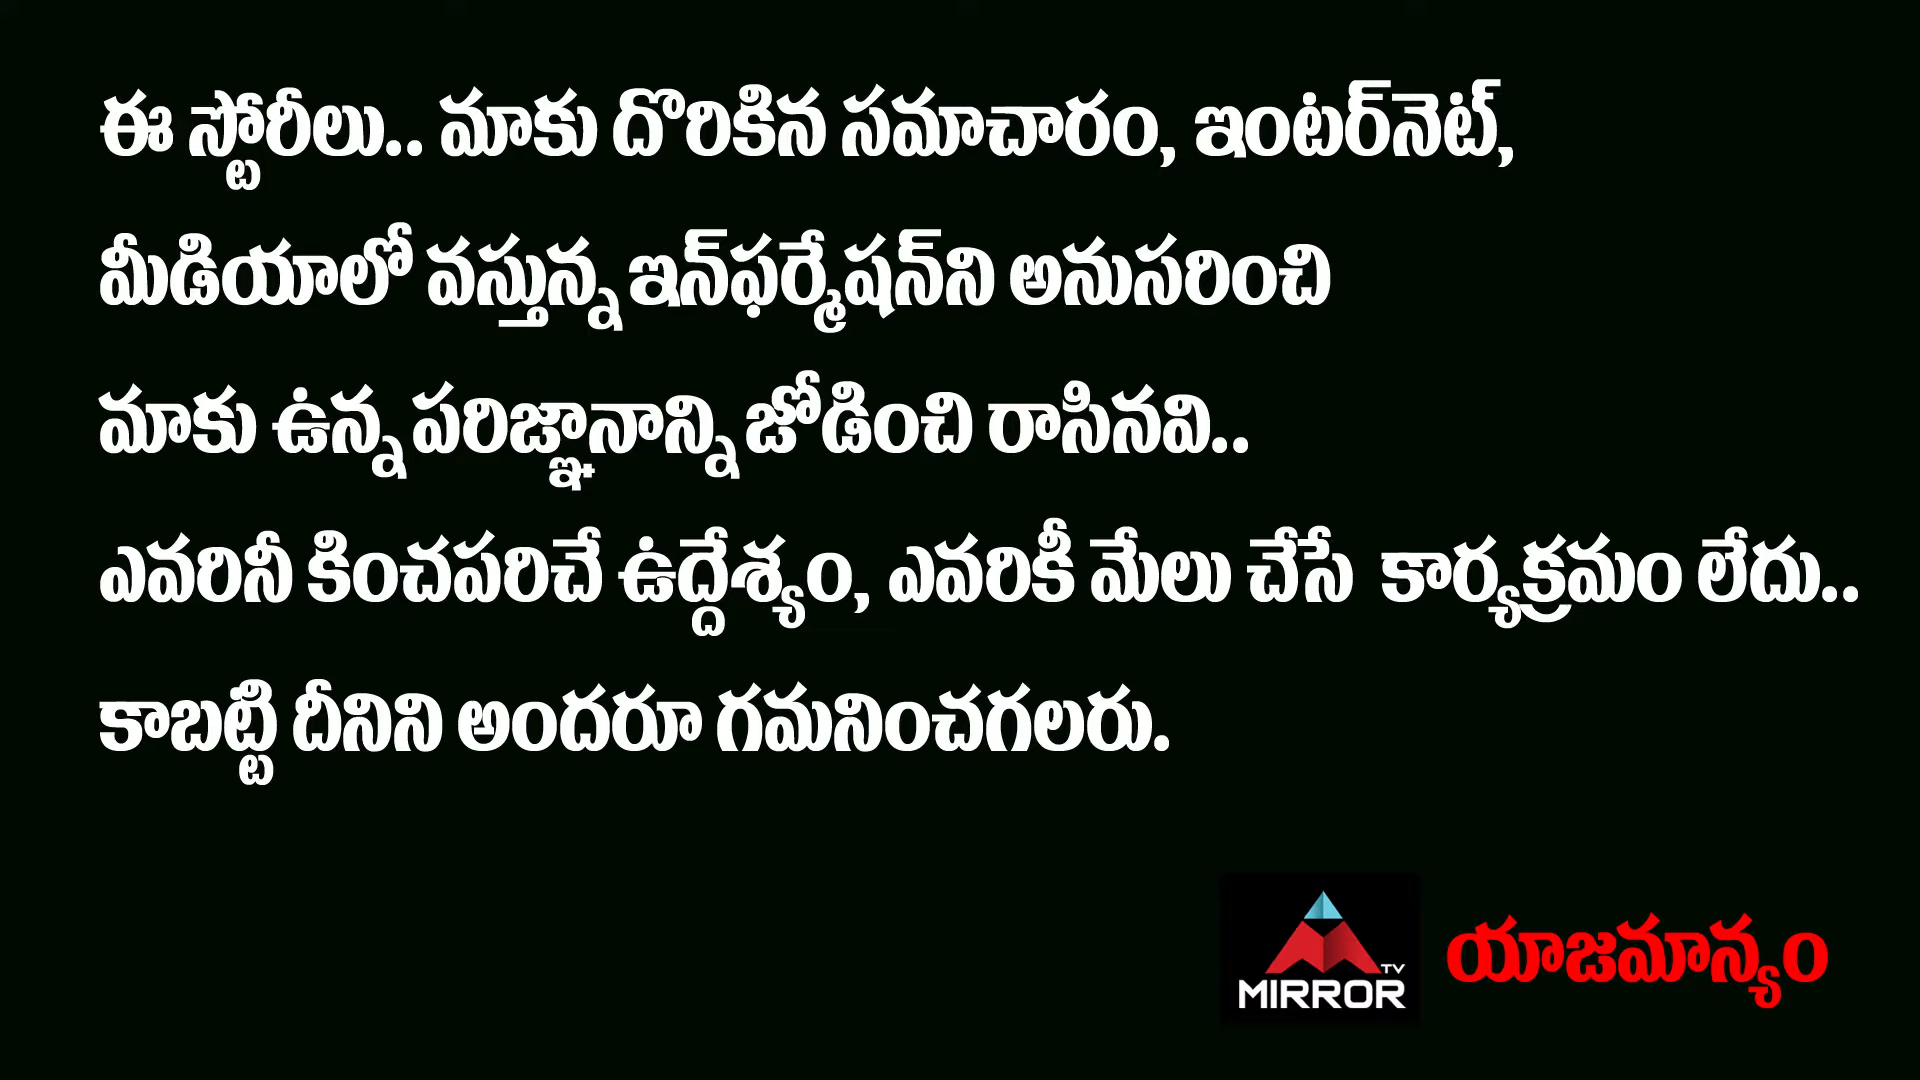 ఈ స్టోరీలు.. మాకు దొరికిన సమాచారం, ఇంటర్‌నెట్,
మీడియాలో వస్తున్న ఇన్‌ఫర్మేషన్‌ని అనుసరించి
మాకు ఉన్న పరిజ్ఞానాన్ని జోడించి రాసినవి..
ఎవరినీ కించపరిచే ఉద్దేశ్యం, ఎవరికీ మేలు చేసే కార్యక్రమం లేదు..
కాబట్టి దీనిని అందరూ గమనించగలరు.
TV
MIRROR
యాజమాన్యం